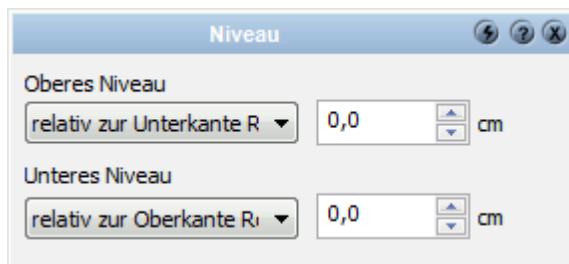 Niveau
Oberes Niveau
relativ zur Unterkante R 0,0 cm
Unteres Niveau
relativ zur Oberkante R 0,0 cm